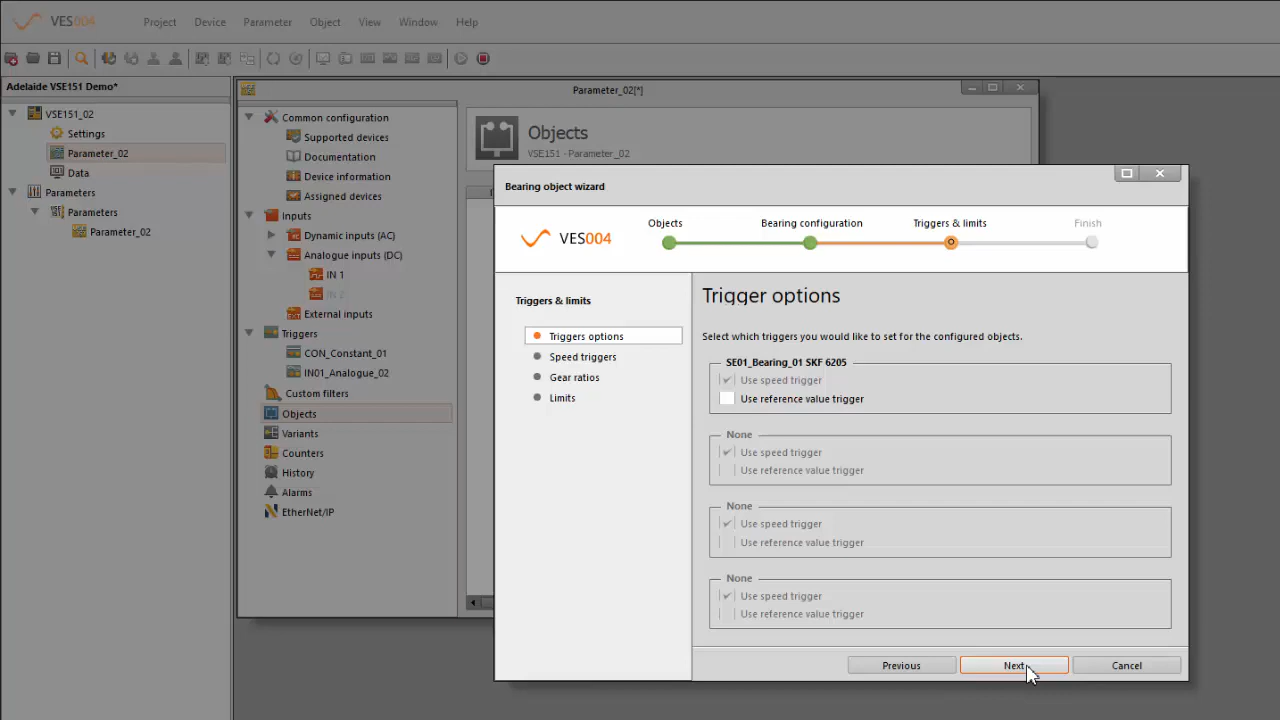 VES004
Project Device Parameter Object View Window Help
Adelaide VSE151 Demo*
VSE151_02
Settings
Parameter_02
Data
Parameters
Parameters
Parameter_02
Parameter_02[*]
Common configuration
Supported devices
Documentation
Device information
Assigned devices
Inputs
Dynamic inputs (AC)
Analogue inputs (DC)
IN 1
IN 2
External inputs
Triggers
CON_Constant_01
IN01_Analogue_02
Custom filters
Objects
Variants
Counters
History
Alarms
EtherNet/IP
Objects
VSE151 - Parameter_02
Bearing object wizard
VES004
Objects Bearing configuration Triggers & limits Finish
Triggers & limits
Triggers options
Speed triggers
Gear ratios
Limits
Trigger options
Select which triggers you would like to set for the configured objects.
SE01_Bearing_01 SKF 6205
Use speed trigger
Use reference value trigger
None
Use speed trigger
Use reference value trigger
None
Use speed trigger
Use reference value trigger
None
Use speed trigger
Use reference value trigger
Previous Next Cancel